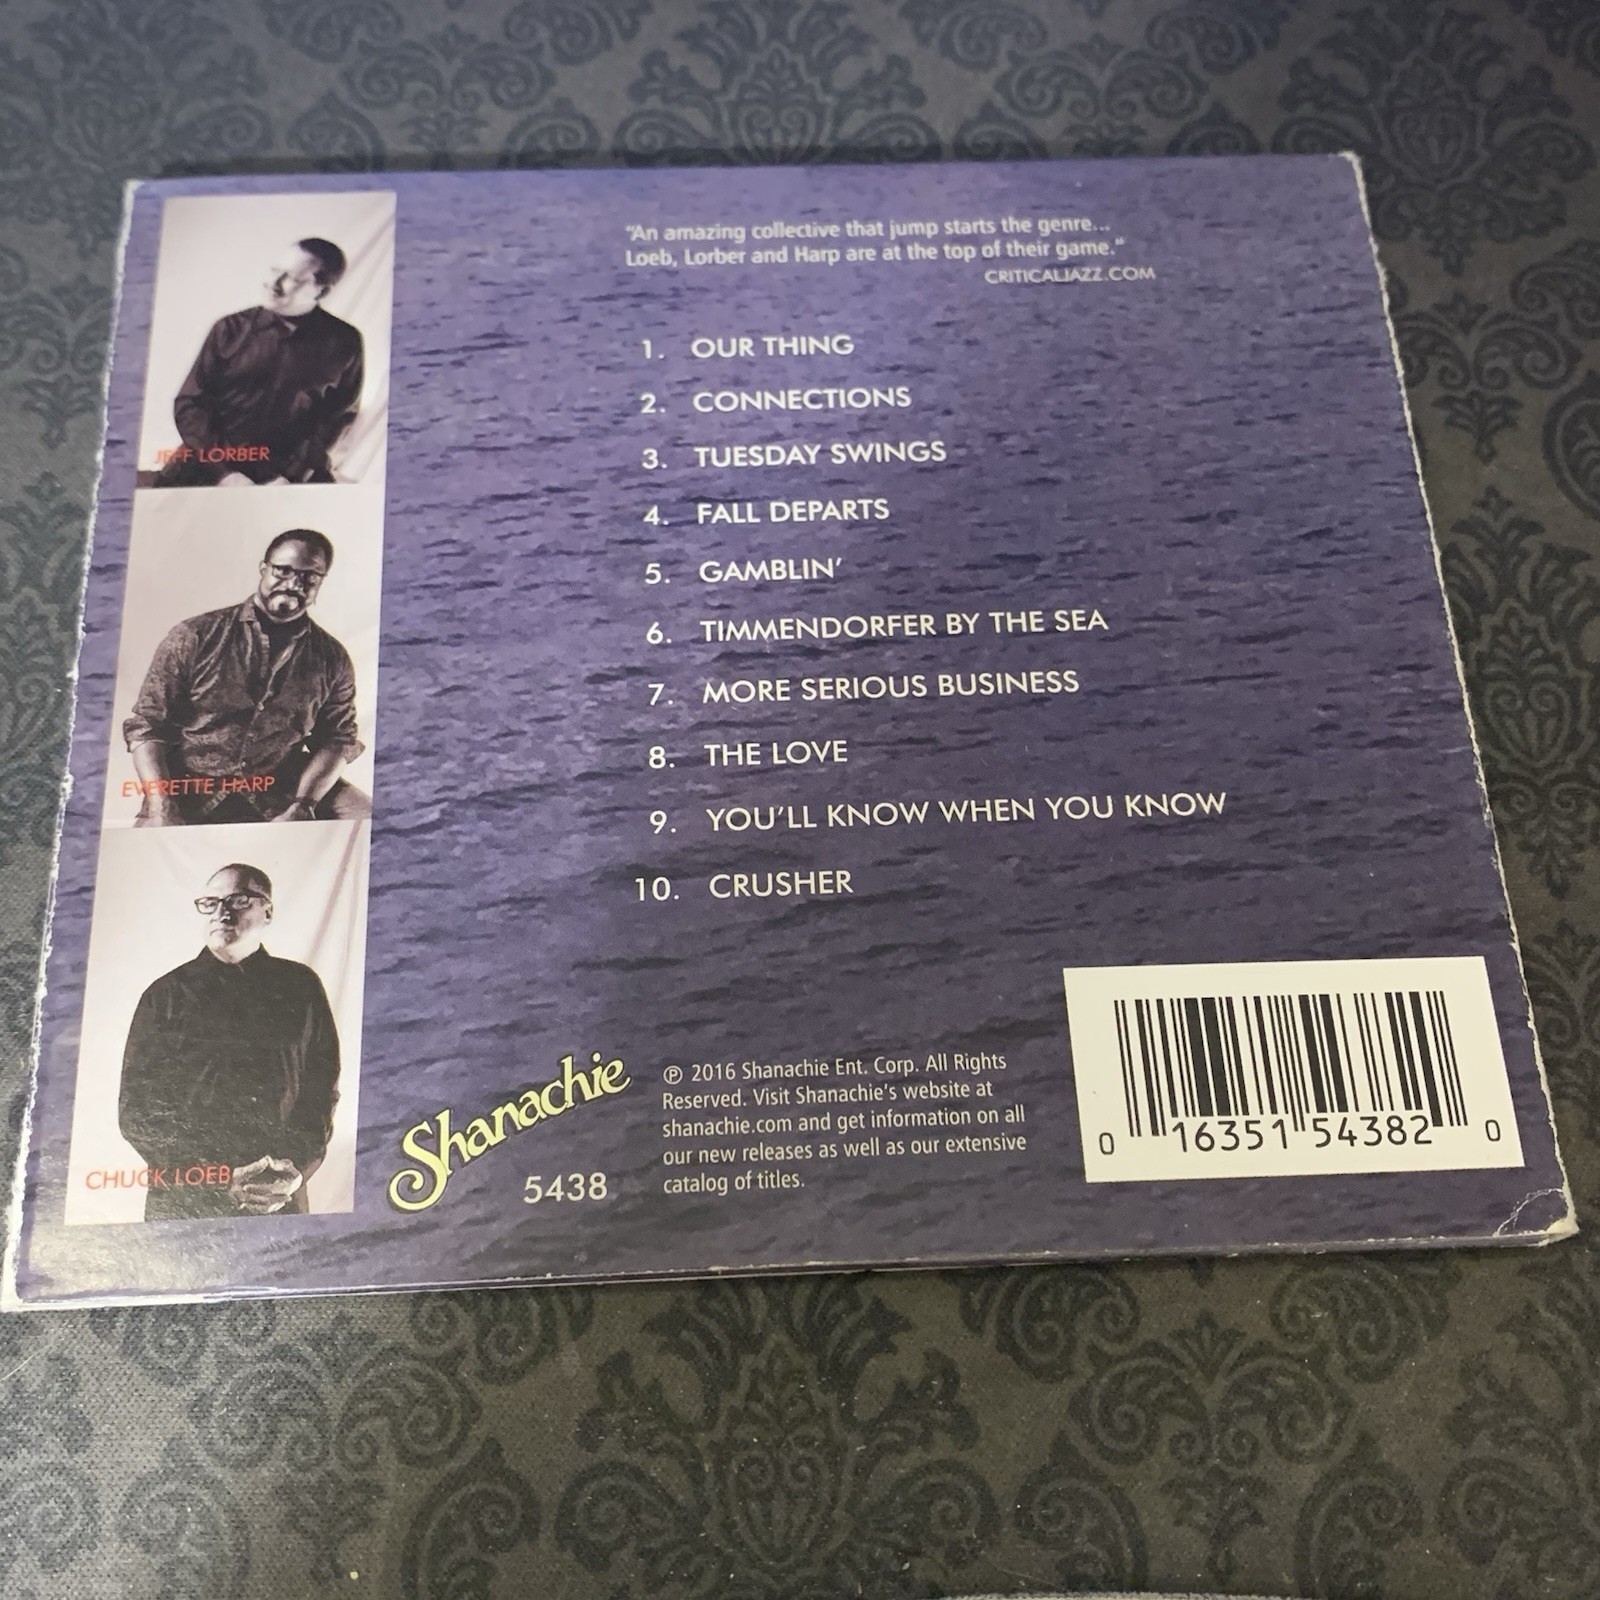 "An amazing collective that jump starts the genre...
Loeb, Lorber and Harp are at the top of their game."
CRITICALJAZZ.COM
1. OUR THING
2. CONNECTIONS
3. TUESDAY SWINGS
4. FALL DEPARTS
5. GAMBLIN'
6. TIMMENDORFER BY THE SEA
7. MORE SERIOUS BUSINESS
8. THE LOVE
9. YOU'LL KNOW WHEN YOU KNOW
10. CRUSHER
JEFF LORBER
EVERETTE HARP
CHUCK LOEB
Shanachie
5438
℗ 2016 Shanachie Ent. Corp. All Rights
Reserved. Visit Shanachie's website at
shanachie.com and get information on all
our new releases as well as our extensive
catalog of titles.
0 16351 54382 0